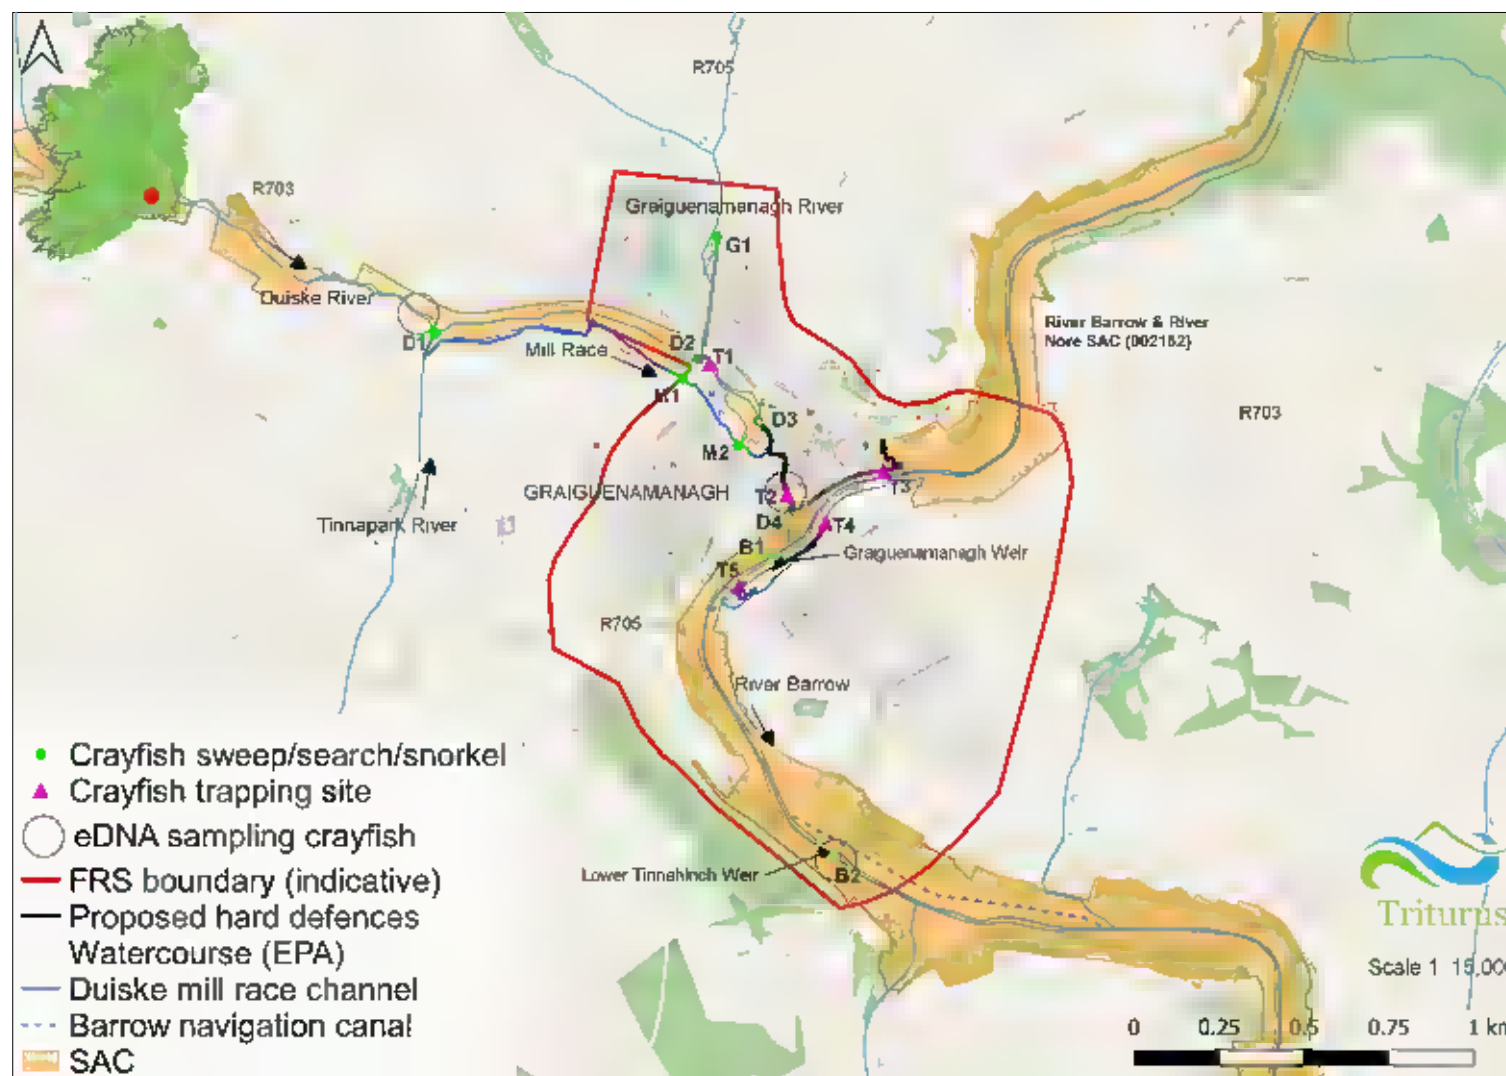 R705
R703
Graiguenamanagh River
G1
Duiske River
River Barrow & River
Nore SAC (002162)
D1
Mill Race
D2
T1
M1
D3
R703
M2
GRAIGUENAMANAGH
T2
T3
D4
T4
Tinnapark River
B1
Graiguenamanagh Weir
T5
R705
River Barrow
Lower Tinnahinch Weir
B2
Crayfish sweep/search/snorkel
Crayfish trapping site
eDNA sampling crayfish
FRS boundary (indicative)
Proposed hard defences
Watercourse (EPA)
Duiske mill race channel
Barrow navigation canal
SAC
Triturus
Scale 1 15,000
0 0.25 0.5 0.75 1 km